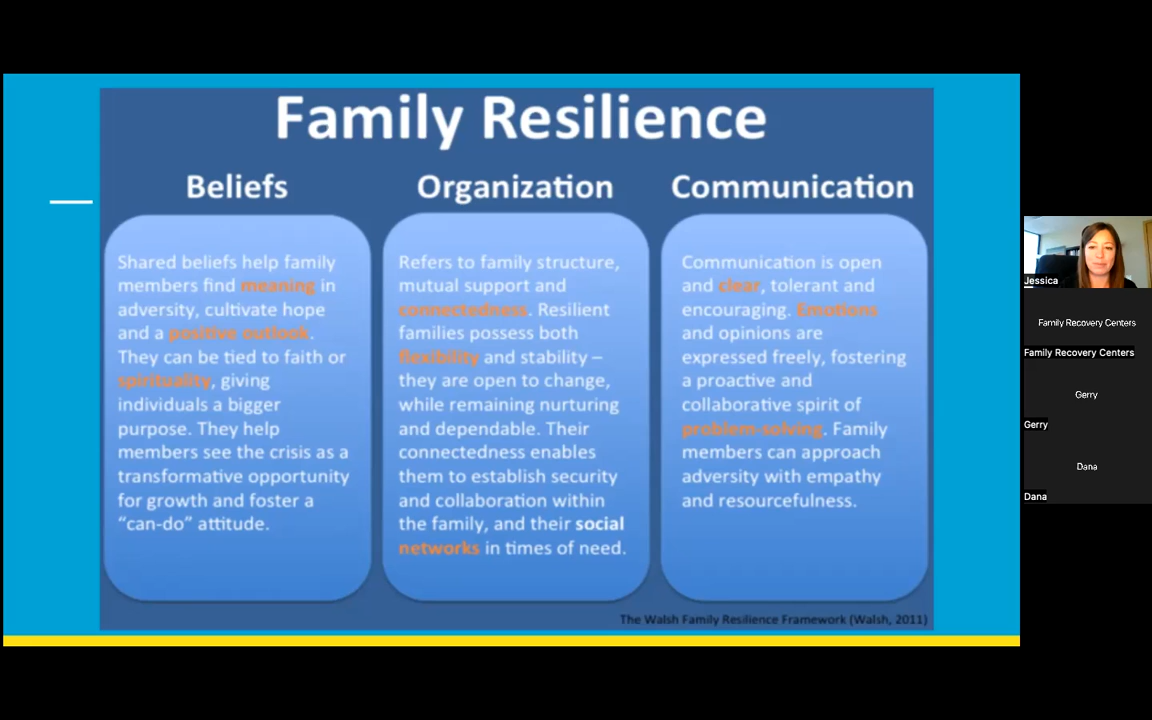 Family Resilience
Beliefs
Shared beliefs help family
members find meaning in
adversity, cultivate hope
and a positive outlook.
They can be tied to faith or
spirituality, giving
individuals a bigger
purpose. They help
members see the crisis as a
transformative opportunity
for growth and foster a
“can-do” attitude.
Organization
Refers to family structure,
mutual support and
connectedness. Resilient
families possess both
flexibility and stability –
they are open to change,
while remaining nurturing
and dependable. Their
connectedness enables
them to establish security
and collaboration within
the family, and their social
networks in times of need.
Communication
Communication is open
and clear, tolerant and
encouraging. Emotions
and opinions are
expressed freely, fostering
a proactive and
collaborative spirit of
problem-solving. Family
members can approach
adversity with empathy
and resourcefulness.
The Walsh Family Resilience Framework (Walsh, 2011)
Jessica
Family Recovery Centers
Family Recovery Centers
Gerry
Gerry
Dana
Dana